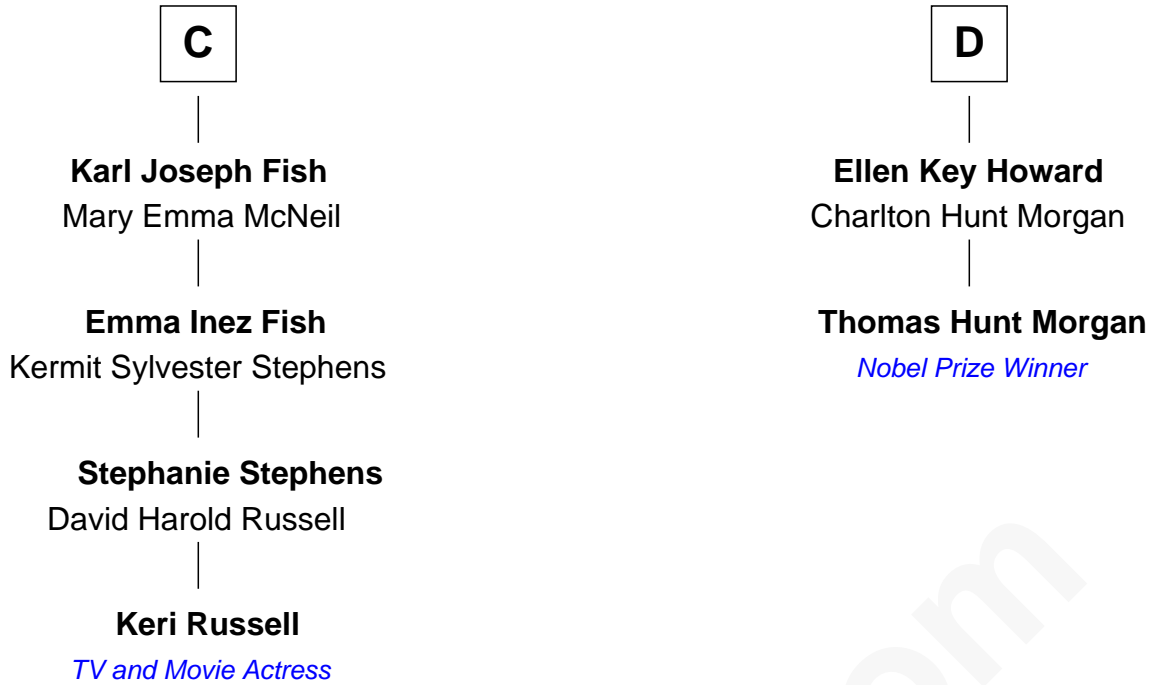 C
Karl Joseph Fish
Mary Emma McNeil
Emma Inez Fish
Kermit Sylvester Stephens
Stephanie Stephens
David Harold Russell
Keri Russell
TV and Movie Actress
D
Ellen Key Howard
Charlton Hunt Morgan
Thomas Hunt Morgan
Nobel Prize Winner
om